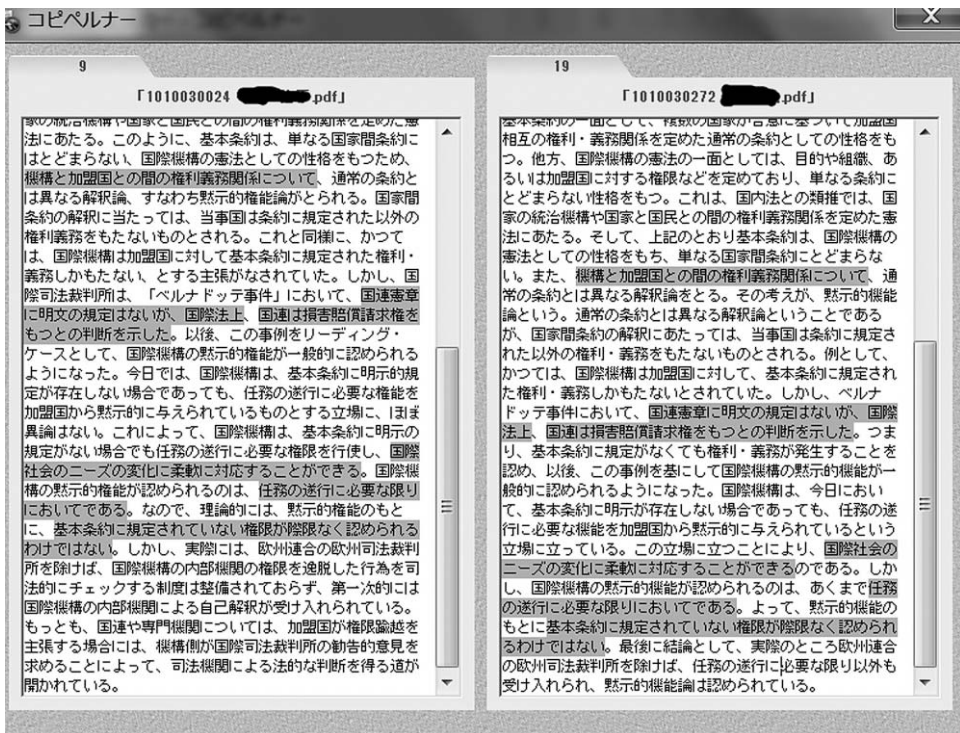 コピペルナー
9
「1010030024 .pdf」
家の統治機構や国家と国民との間の権利義務関係を定めた憲
法にあたる。このように、基本条約は、単なる国家間条約に
はとどまらない、国際機構の憲法としての性格をもつため、
機構と加盟国との間の権利義務関係について、通常の条約と
は異なる解釈論、すなわち黙示的権能論がとられる。国家間
条約の解釈に当たっては、当事国は条約に規定された以外の
権利義務をもたないものとされる。これと同様に、かつて
は、国際機構は加盟国に対して基本条約に規定された権利・
義務しかもたない、とする主張がなされていた。しかし、国
際司法裁判所は、「ベルナドッテ事件」において、国連憲章
に明文の規定はないが、国際法上、国連は損害賠償請求権を
もつとの判断を示した。以後、この事例をリーディング・
ケースとして、国際機構の黙示的権能が一般的に認められる
ようになった。今日では、国際機構は、基本条約に明示的規
定が存在しない場合であっても、任務の遂行に必要な権能を
加盟国から黙示的に与えられているものとする立場に、ほぼ
異論はない。これによって、国際機構は、基本条約に明示の
規定がない場合でも任務の遂行に必要な権限を行使し、国際
社会のニーズの変化に柔軟に対応することができる。国際機
構の黙示的権能が認められるのは、任務の遂行に必要な限り
においてである。なので、理論的には、黙示的権能のもと
に、基本条約に規定されていない権限が際限なく認められる
わけではない。しかし、実際には、欧州連合の欧州司法裁判
所を除けば、国際機構の内部機関の権限を逸脱した行為を司
法的にチェックする制度は整備されておらず、第一次的には
国際機構の内部機関による自己解釈が受け入れられている。
もっとも、国連や専門機関については、加盟国が権限踰越を
主張する場合には、機構側が国際司法裁判所の勧告的意見を
求めることによって、司法機関による法的な判断を得る道が
開かれている。
19
「1010030272 .pdf」
基本条約の一面として、複数の国家が合意に基づいて加盟国
相互の権利・義務関係を定めた通常の条約としての性格をも
つ。他方、国際機構の憲法の一面としては、目的や組織、あ
るいは加盟国に対する権限などを定めており、単なる条約に
とどまらない性格をもつ。これは、国内法との類推では、国
家の統治機構や国家と国民との間の権利義務関係を定めた憲
法にあたる。そして、上記のとおり基本条約は、国際機構の
憲法としての性格をもち、単なる国家間条約にとどまらな
い。また、機構と加盟国との間の権利義務関係について、通
常の条約とは異なる解釈論をとる。その考えが、黙示的機能
論という。通常の条約とは異なる解釈論ということである
が、国家間条約の解釈にあたっては、当事国は条約に規定さ
れた以外の権利・義務をもたないものとされる。例として、
かつては、国際機構は加盟国に対して、基本条約に規定され
た権利・義務しかもたないとされていた。しかし、ベルナ
ドッテ事件において、国連憲章に明文の規定はないが、国際
法上、国連は損害賠償請求権をもつとの判断を示した。つま
り、基本条約に規定がなくても権利・義務が発生することを
認め、以後、この事例を基にして国際機構の黙示的機能が一
般的に認められるようになった。国際機構は、今日におい
て、基本条約に明示が存在しない場合であっても、任務の遂
行に必要な機能を加盟国から黙示的に与えられているという
立場に立っている。この立場に立つことにより、国際社会の
ニーズの変化に柔軟に対応することができるのである。しか
し、国際機構の黙示的機能が認められるのは、あくまで任務
の遂行に必要な限りにおいてである。よって、黙示的機能の
もとに基本条約に規定されていない権限が際限なく認められ
るわけではない。最後に結論として、実際のところ欧州連合
の欧州司法裁判所を除けば、任務の遂行に必要な限り以外も
受け入れられ、黙示的機能論は認められている。